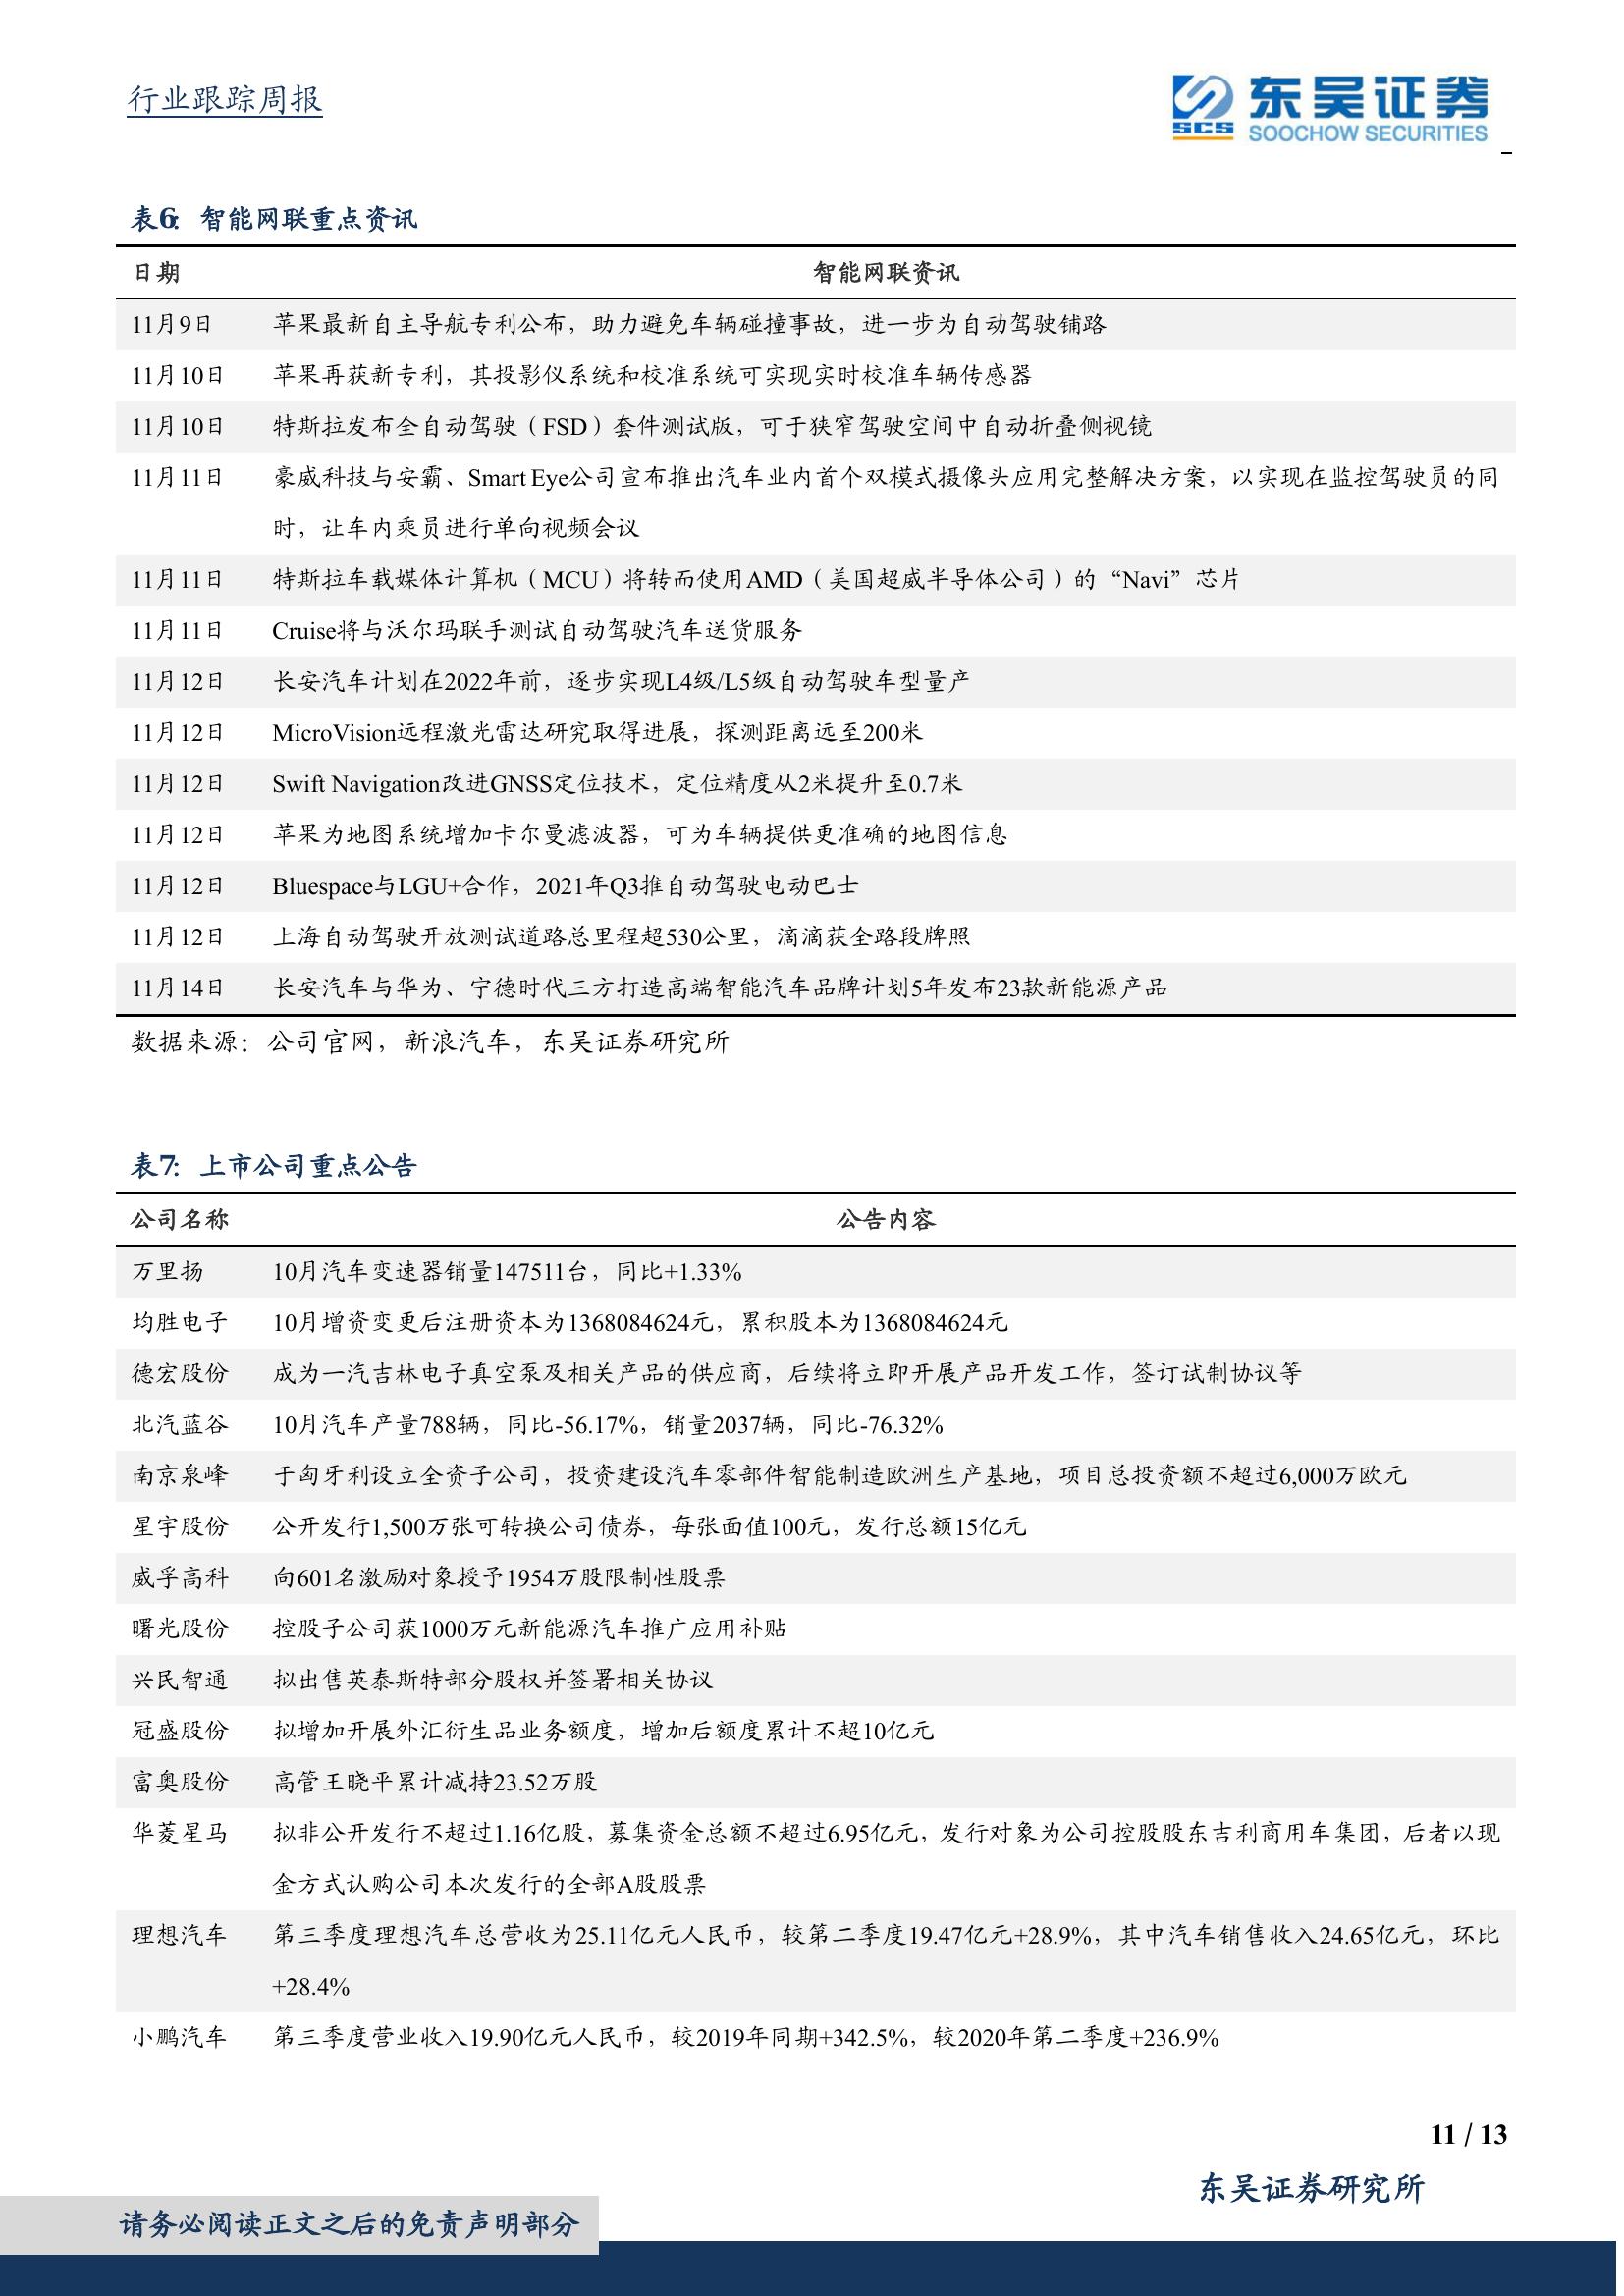 行业跟踪周报
SCS 东吴证券
SOOCHOW SECURITIES
表6: 智能网联重点资讯
日期 智能网联资讯
11月9日 苹果最新自主导航专利公布，助力避免车辆碰撞事故，进一步为自动驾驶铺路
11月10日 苹果再获新专利，其投影仪系统和校准系统可实现实时校准车辆传感器
11月10日 特斯拉发布全自动驾驶（FSD）套件测试版，可于狭窄驾驶空间中自动折叠侧视镜
11月11日 豪威科技与安霸、Smart Eye公司宣布推出汽车业内首个双模式摄像头应用完整解决方案，以实现在监控驾驶员的同
时，让车内乘员进行单向视频会议
11月11日 特斯拉车载媒体计算机（MCU）将转而使用AMD（美国超威半导体公司）的“Navi”芯片
11月11日 Cruise将与沃尔玛联手测试自动驾驶汽车送货服务
11月12日 长安汽车计划在2022年前，逐步实现L4级/L5级自动驾驶车型量产
11月12日 MicroVision远程激光雷达研究取得进展，探测距离远至200米
11月12日 Swift Navigation改进GNSS定位技术，定位精度从2米提升至0.7米
11月12日 苹果为地图系统增加卡尔曼滤波器，可为车辆提供更准确的地图信息
11月12日 Bluespace与LGU+合作，2021年Q3推自动驾驶电动巴士
11月12日 上海自动驾驶开放测试道路总里程超530公里，滴滴获全路段牌照
11月14日 长安汽车与华为、宁德时代三方打造高端智能汽车品牌计划5年发布23款新能源产品
数据来源：公司官网，新浪汽车，东吴证券研究所
表7: 上市公司重点公告
公司名称 公告内容
万里扬 10月汽车变速器销量147511台，同比+1.33%
均胜电子 10月增资变更后注册资本为1368084624元，累积股本为1368084624元
德宏股份 成为一汽吉林电子真空泵及相关产品的供应商，后续将立即开展产品开发工作，签订试制协议等
北汽蓝谷 10月汽车产量788辆，同比-56.17%，销量2037辆，同比-76.32%
南京泉峰 于匈牙利设立全资子公司，投资建设汽车零部件智能制造欧洲生产基地，项目总投资额不超过6,000万欧元
星宇股份 公开发行1,500万张可转换公司债券，每张面值100元，发行总额15亿元
威孚高科 向601名激励对象授予1954万股限制性股票
曙光股份 控股子公司获1000万元新能源汽车推广应用补贴
兴民智通 拟出售英泰斯特部分股权并签署相关协议
冠盛股份 拟增加开展外汇衍生品业务额度，增加后额度累计不超10亿元
富奥股份 高管王晓平累计减持23.52万股
华菱星马 拟非公开发行不超过1.16亿股，募集资金总额不超过6.95亿元，发行对象为公司控股股东吉利商用车集团，后者以现
金方式认购公司本次发行的全部A股股票
理想汽车 第三季度理想汽车总营收为25.11亿元人民币，较第二季度19.47亿元+28.9%，其中汽车销售收入24.65亿元，环比
+28.4%
小鹏汽车 第三季度营业收入19.90亿元人民币，较2019年同期+342.5%，较2020年第二季度+236.9%
11 / 13
东吴证券研究所
请务必阅读正文之后的免责声明部分